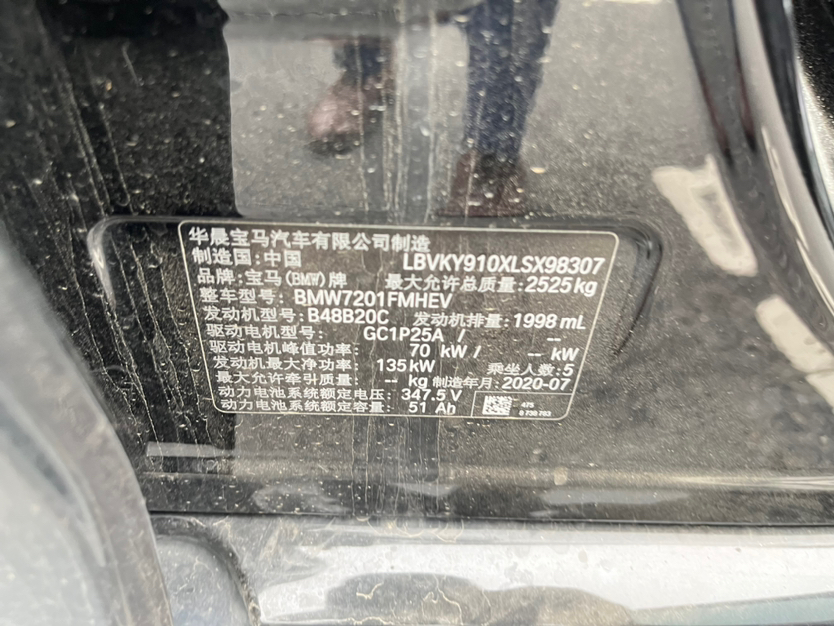 华晨宝马汽车有限公司制造
制造国:中国 LBVKY910XLSX98307
品牌:宝马(BMW)牌 最大允许总质量:2525kg
整车型号: BMW7201FMHEV
发动机型号:B48B20C 发动机排量:1998 mL
驱动电机型号: GC1P25A / --
驱动电机峰值功率: 70 kW / -- kW
发动机最大净功率: 135kW 乘坐人数:5
最大允许牵引质量: -- kg 制造年月:2020-07
动力电池系统额定电压: 347.5 V
动力电池系统额定容量: 51 Ah
475